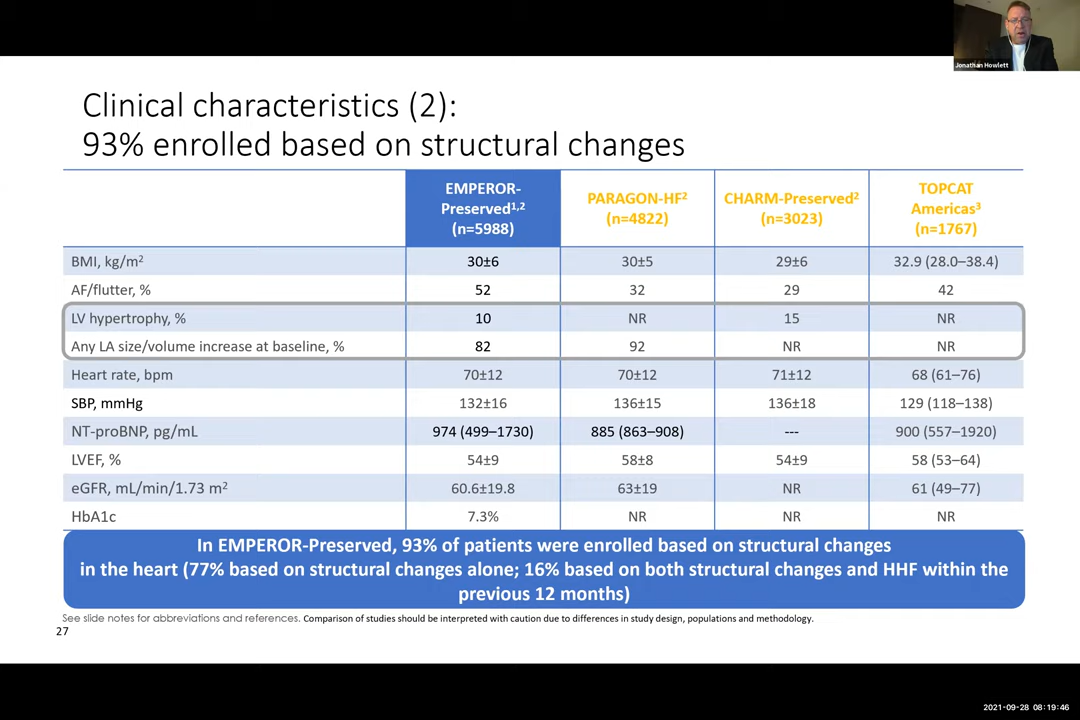 Jonathan Howlett
Clinical characteristics (2):
93% enrolled based on structural changes
EMPEROR-Preserved1,2 (n=5988) PARAGON-HF2 (n=4822) CHARM-Preserved2 (n=3023) TOPCAT Americas3 (n=1767)
BMI, kg/m2 30±6 30±5 29±6 32.9 (28.0–38.4)
AF/flutter, % 52 32 29 42
LV hypertrophy, % 10 NR 15 NR
Any LA size/volume increase at baseline, % 82 92 NR NR
Heart rate, bpm 70±12 70±12 71±12 68 (61–76)
SBP, mmHg 132±16 136±15 136±18 129 (118–138)
NT-proBNP, pg/mL 974 (499–1730) 885 (863–908) --- 900 (557–1920)
LVEF, % 54±9 58±8 54±9 58 (53–64)
eGFR, mL/min/1.73 m2 60.6±19.8 63±19 NR 61 (49–77)
HbA1c 7.3% NR NR NR
In EMPEROR-Preserved, 93% of patients were enrolled based on structural changes
in the heart (77% based on structural changes alone; 16% based on both structural changes and HHF within the
previous 12 months)
See slide notes for abbreviations and references. Comparison of studies should be interpreted with caution due to differences in study design, populations and methodology.
27
2021-09-28 08:19:46